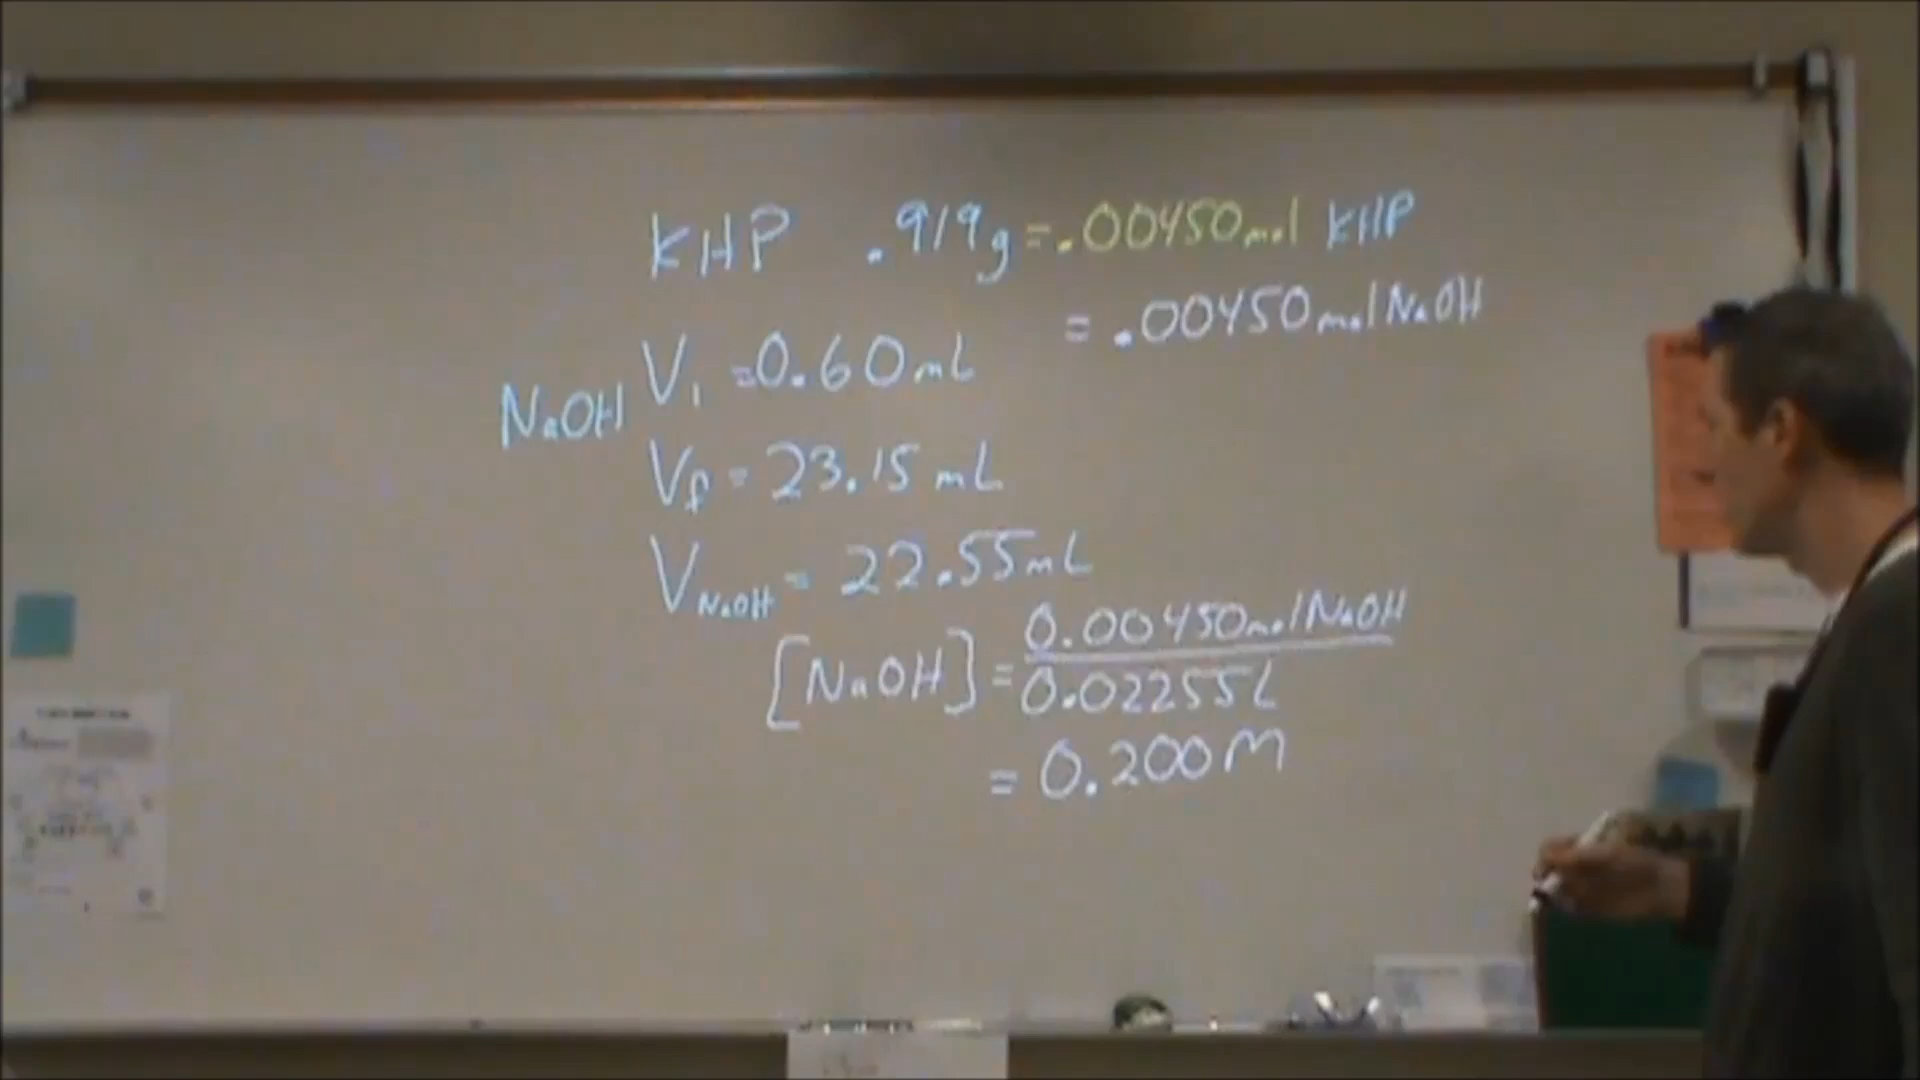 KHP .919g = .00450mol KHP
= .00450mol NaOH
NaOH V₁ = 0.60mL
Vf = 23.15mL
VNaOH = 22.55mL
[NaOH] = 0.00450mol NaOH
0.02255L
= 0.200M